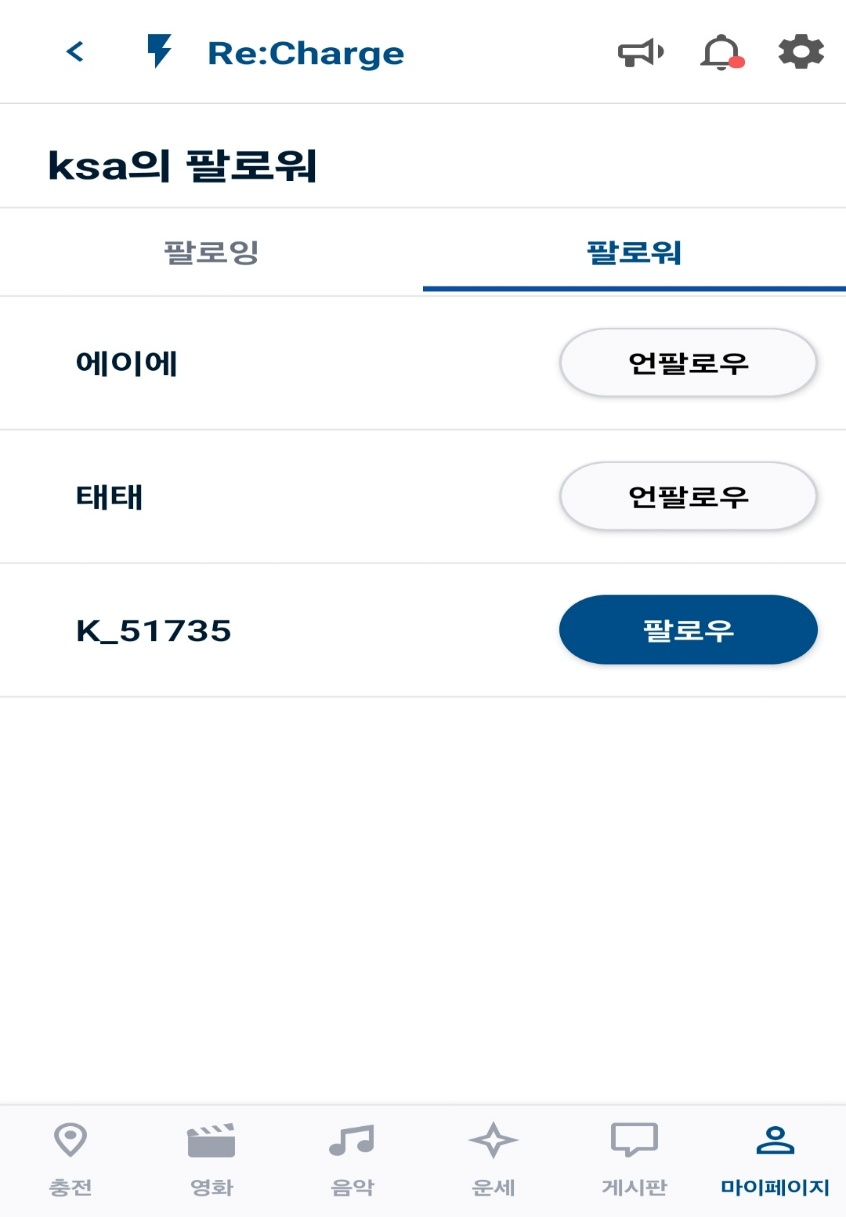 Re:Charge
ksa의 팔로워
팔로잉 팔로워
에이에 언팔로우
태태 언팔로우
K_51735 팔로우
충전 영화 음악 운세 게시판 마이페이지